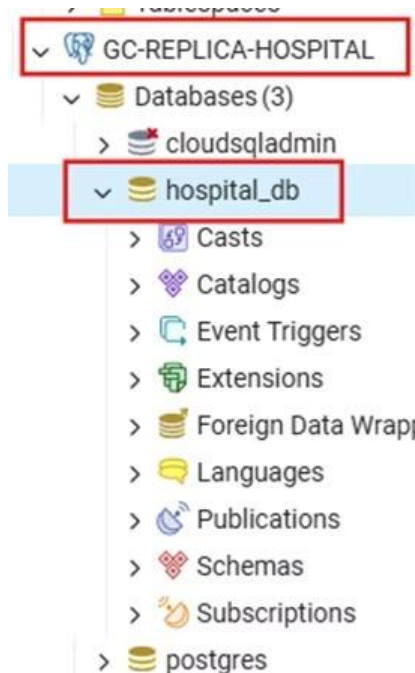 Tablespaces
GC-REPLICA-HOSPITAL
Databases (3)
cloudsqladmin
hospital_db
Casts
Catalogs
Event Triggers
Extensions
Foreign Data Wrapp
Languages
Publications
Schemas
Subscriptions
postgres